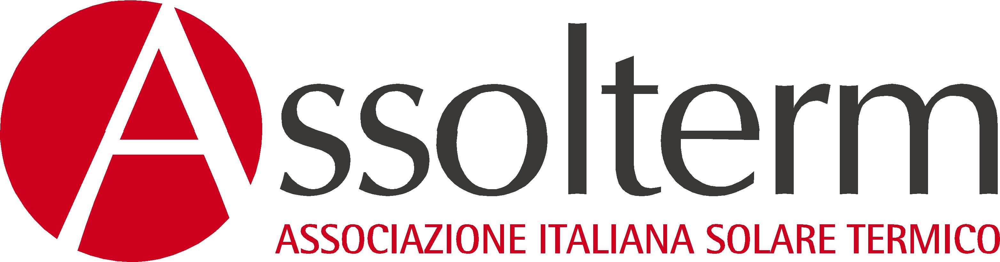 Assolterm
ASSOCIAZIONE ITALIANA SOLARE TERMICO